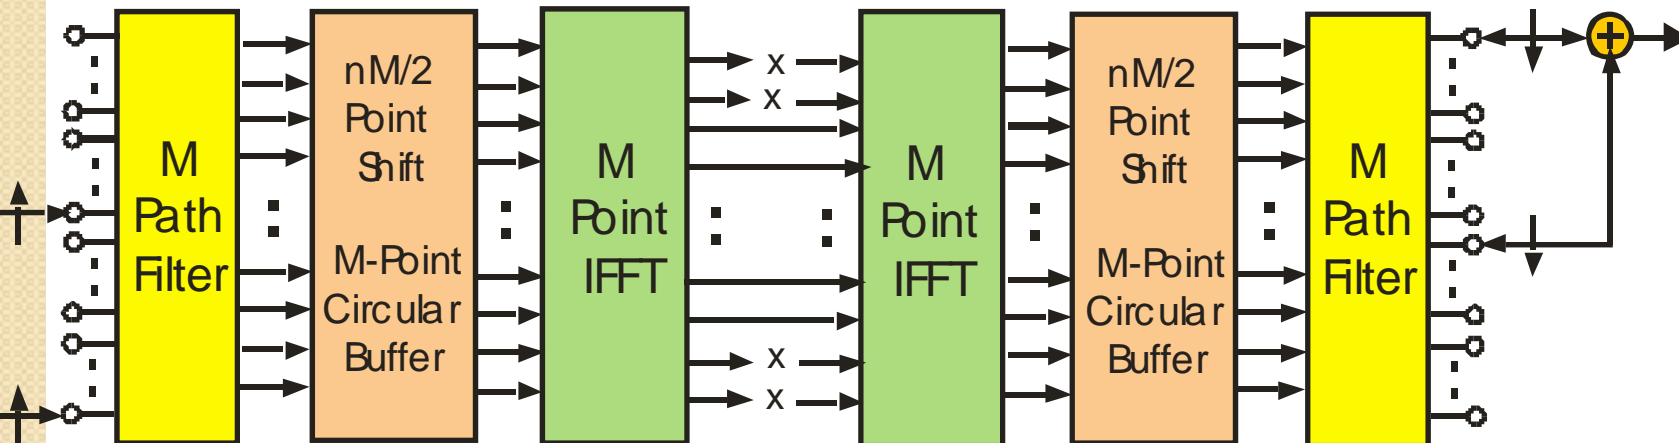 M
Path
Filter
nM/2
Point
Shift
M-Point
Circular
Buffer
M
Point
IFFT
x
x
x
x
M
Point
IFFT
nM/2
Point
Shift
M-Point
Circular
Buffer
M
Path
Filter
+